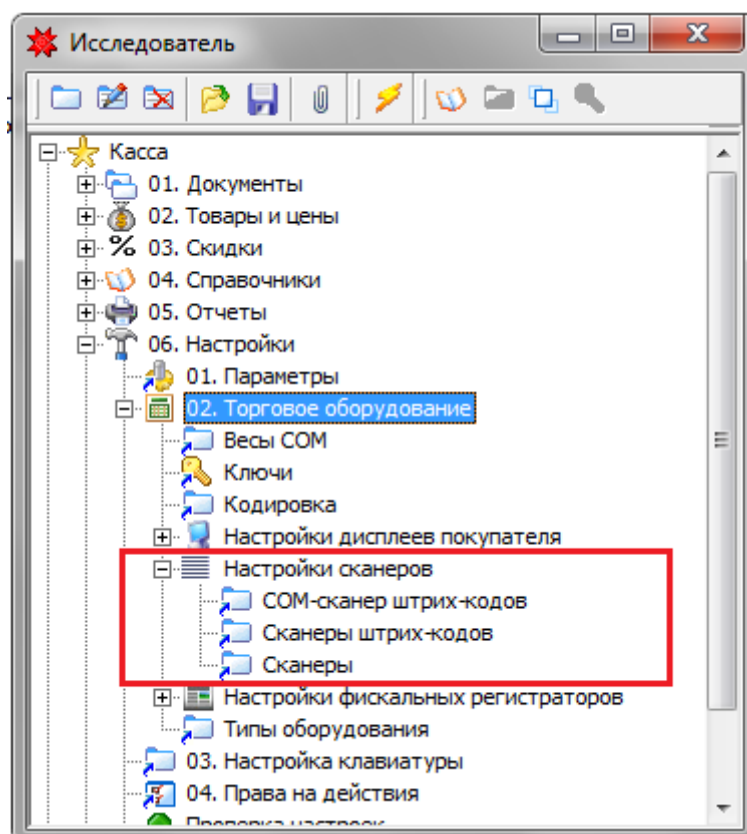 Исследователь
Касса
01. Документы
02. Товары и цены
03. Скидки
04. Справочники
05. Отчеты
06. Настройки
01. Параметры
02. Торговое оборудование
Весы COM
Ключи
Кодировка
Настройки дисплеев покупателя
Настройки сканеров
COM-сканер штрих-кодов
Сканеры штрих-кодов
Сканеры
Настройки фискальных регистраторов
Типы оборудования
03. Настройка клавиатуры
04. Права на действия
Проверка настроек